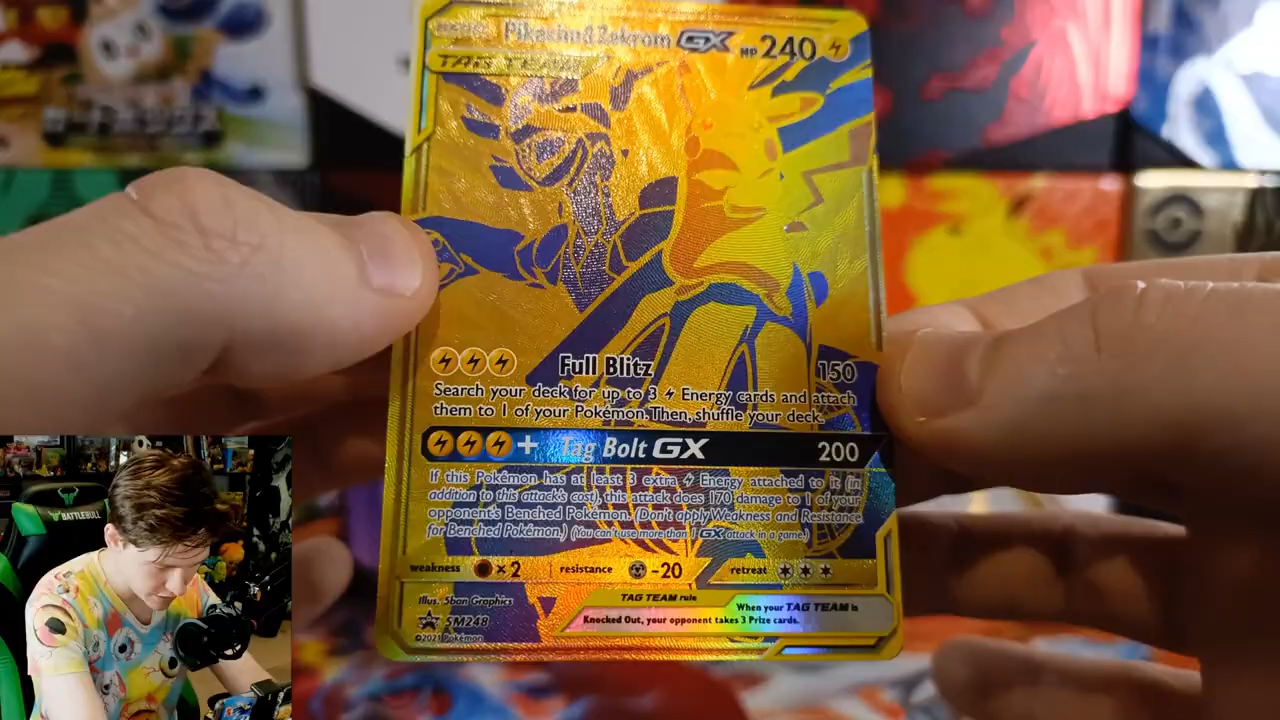 Pikachu&Zekrom GX HP240
TAG TEAM
Full Blitz 150
Search your deck for up to 3 Energy cards and attach
them to 1 of your Pokémon. Then, shuffle your deck.
+ Tag Bolt GX 200
If this Pokémon has at least 3 extra Energy attached to it (in
addition to this attack's cost), this attack does 170 damage to 1 of your
opponent's Benched Pokémon. (Don't apply Weakness and Resistance
for Benched Pokémon.) (You can't use more than 1 GX attack in a game.)
weakness ×2 resistance -20 retreat
Illus. 5ban Graphics
TAG TEAM rule
When your TAG TEAM is
Knocked Out, your opponent takes 3 Prize cards.
SM248
©2021 Pokémon
BATTLEBULL